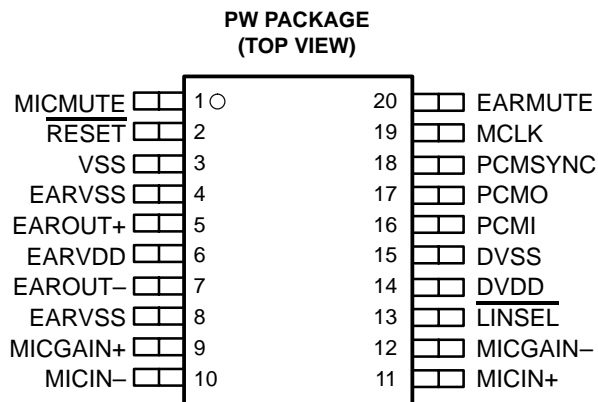 PW PACKAGE
(TOP VIEW)
MICMUTE 1 20 EARMUTE
RESET 2 19 MCLK
VSS 3 18 PCMSYNC
EARVSS 4 17 PCMO
EAROUT+ 5 16 PCMI
EARVDD 6 15 DVSS
EAROUT– 7 14 DVDD
EARVSS 8 13 LINSEL
MICGAIN+ 9 12 MICGAIN–
MICIN– 10 11 MICIN+